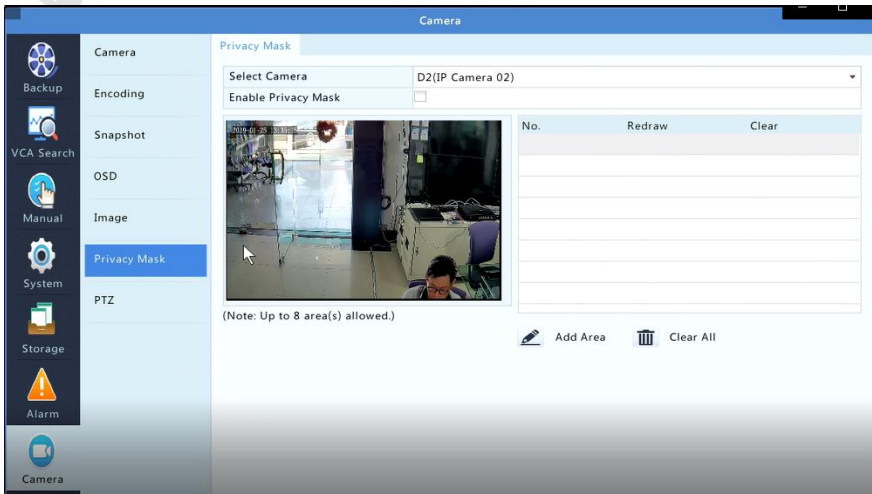 Camera
Backup
VCA Search
Manual
System
Storage
Alarm
Camera
Camera
Encoding
Snapshot
OSD
Image
Privacy Mask
PTZ
Privacy Mask
Select Camera D2(IP Camera 02)
Enable Privacy Mask
No. Redraw Clear
(Note: Up to 8 area(s) allowed.)
Add Area Clear All